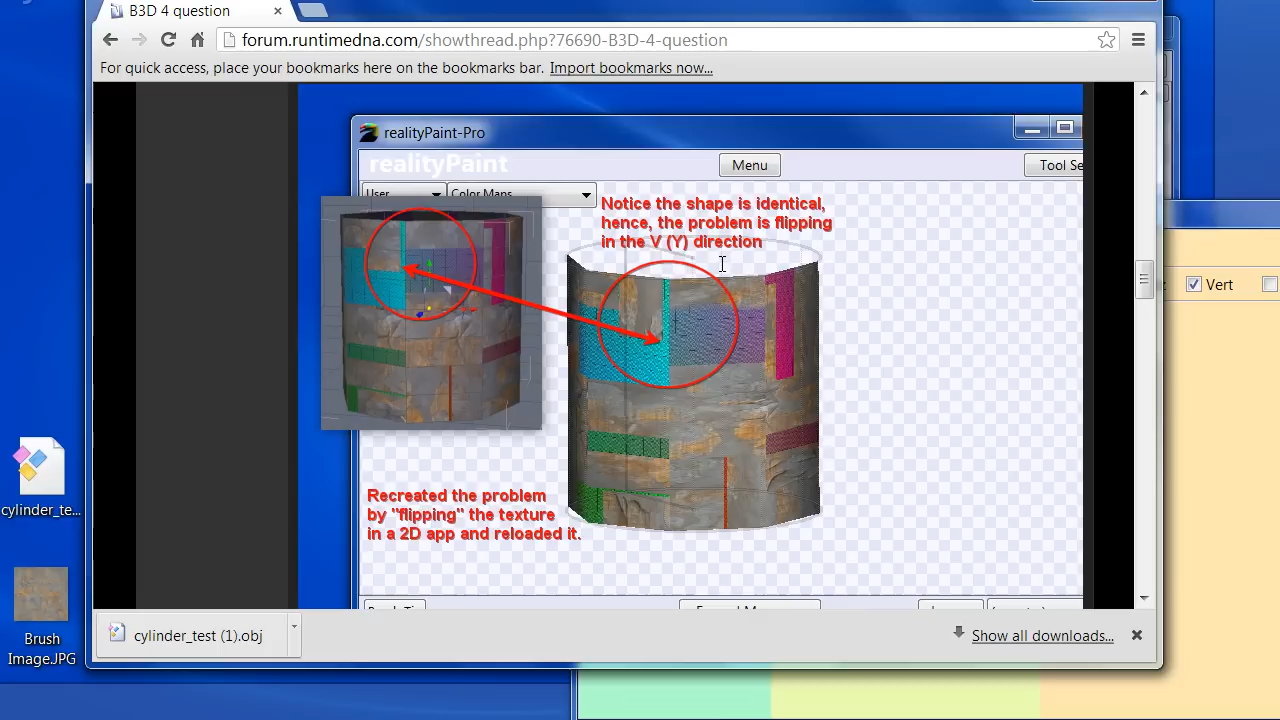 B3D 4 question
forum.runtimedna.com/showthread.php?76690-B3D-4-question
For quick access, place your bookmarks here on the bookmarks bar. Import bookmarks now...
realityPaint-Pro
realityPaint
Menu
Tool Se
User
Color Maps
Notice the shape is identical,
hence, the problem is flipping
in the V (Y) direction
Vert
Recreated the problem
by "flipping" the texture
in a 2D app and reloaded it.
cylinder_te...
Brush
Image.JPG
cylinder_test (1).obj
Show all downloads...